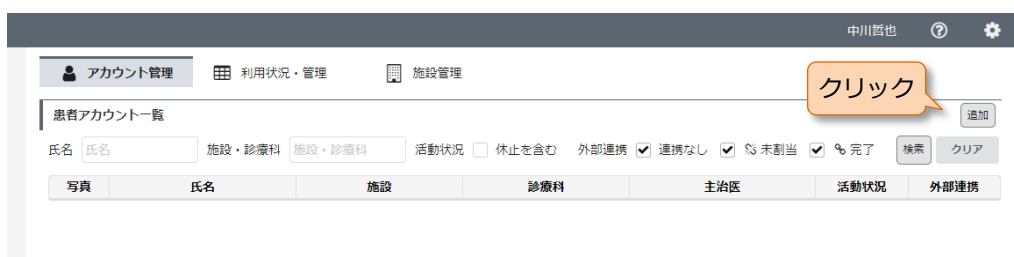 中川哲也
アカウント管理 利用状況・管理 施設管理
クリック
患者アカウント一覧 追加
氏名 氏名 施設・診療科 施設・診療科 活動状況 休止を含む 外部連携 連携なし 未割当 完了 検索 クリア
写真 氏名 施設 診療科 主治医 活動状況 外部連携